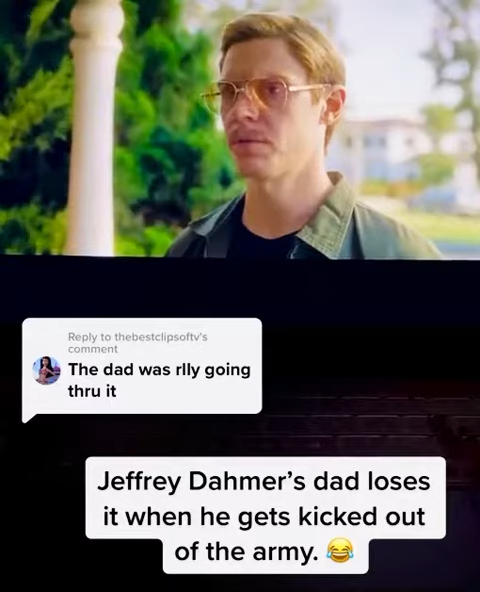 Reply to thebestclipsoftv's
comment
The dad was rlly going
thru it
Jeffrey Dahmer's dad loses
it when he gets kicked out
of the army. 😂